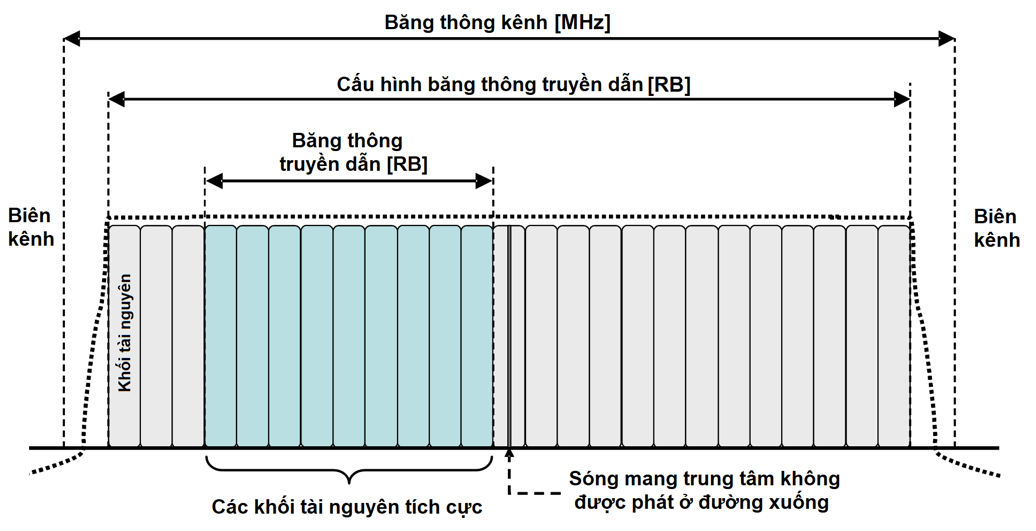 Băng thông kênh [MHz]
Cấu hình băng thông truyền dẫn [RB]
Băng thông
truyền dẫn [RB]
Biên
kênh
Biên
kênh
Khối tài nguyên
Các khối tài nguyên tích cực
Sóng mang trung tâm không
được phát ở đường xuống